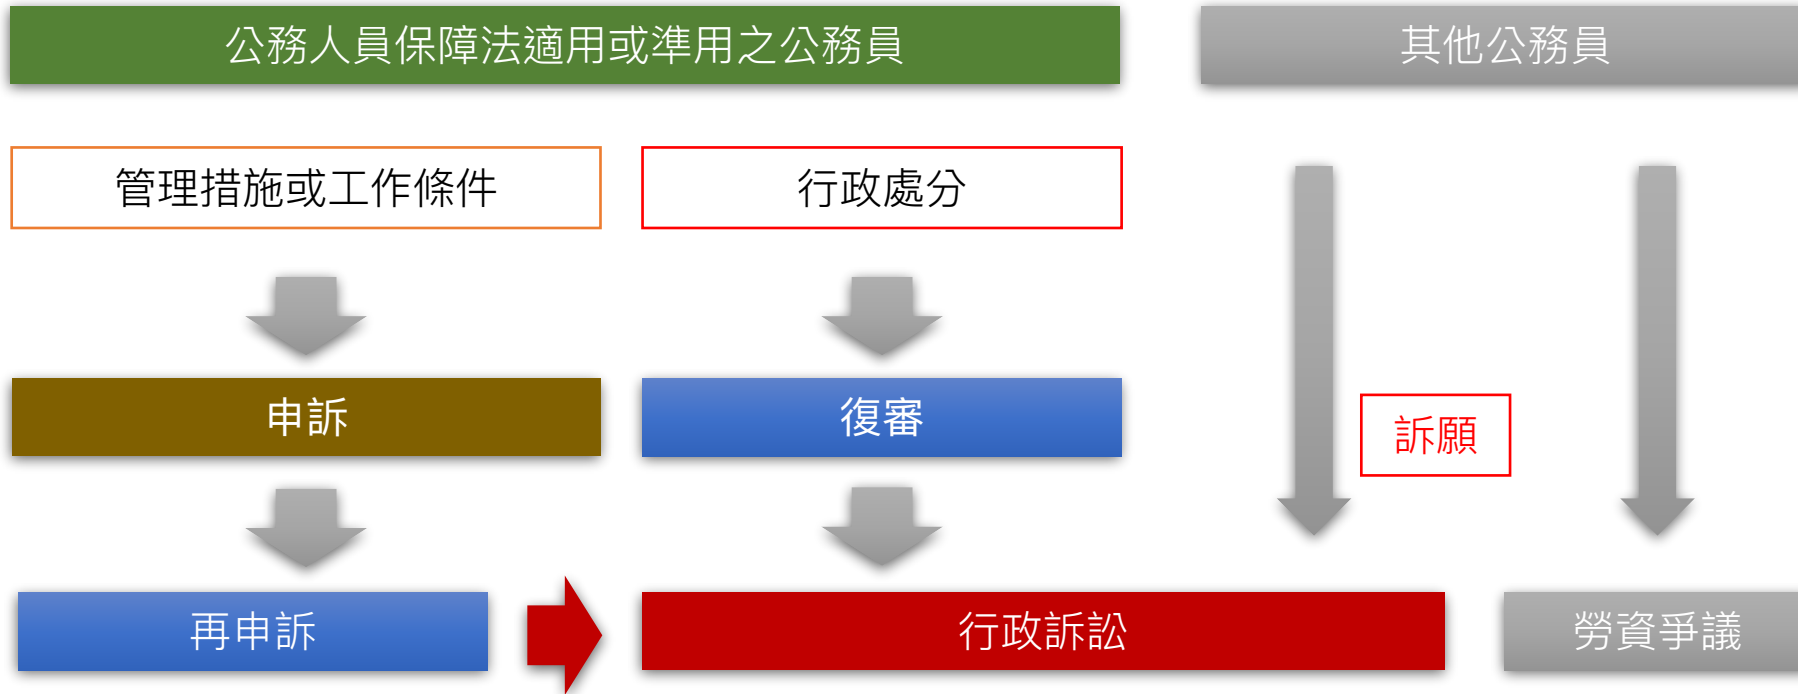 公務人員保障法適用或準用之公務員
其他公務員
管理措施或工作條件
行政處分
申訴
復審
訴願
再申訴
行政訴訟
勞資爭議